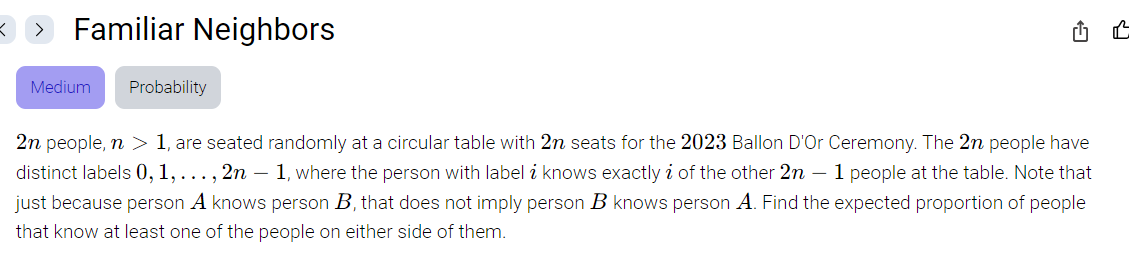 Familiar Neighbors
Medium Probability
2n people, n > 1, are seated randomly at a circular table with 2n seats for the 2023 Ballon D'Or Ceremony. The 2n people have
distinct labels 0, 1, . . . , 2n − 1, where the person with label i knows exactly i of the other 2n − 1 people at the table. Note that
just because person A knows person B, that does not imply person B knows person A. Find the expected proportion of people
that know at least one of the people on either side of them.